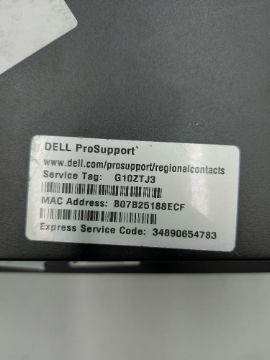 DELL ProSupport
www.dell.com/prosupport/regionalcontacts
Service Tag: G10ZTJ3
MAC Address: B07B25188ECF
Express Service Code: 34890654783